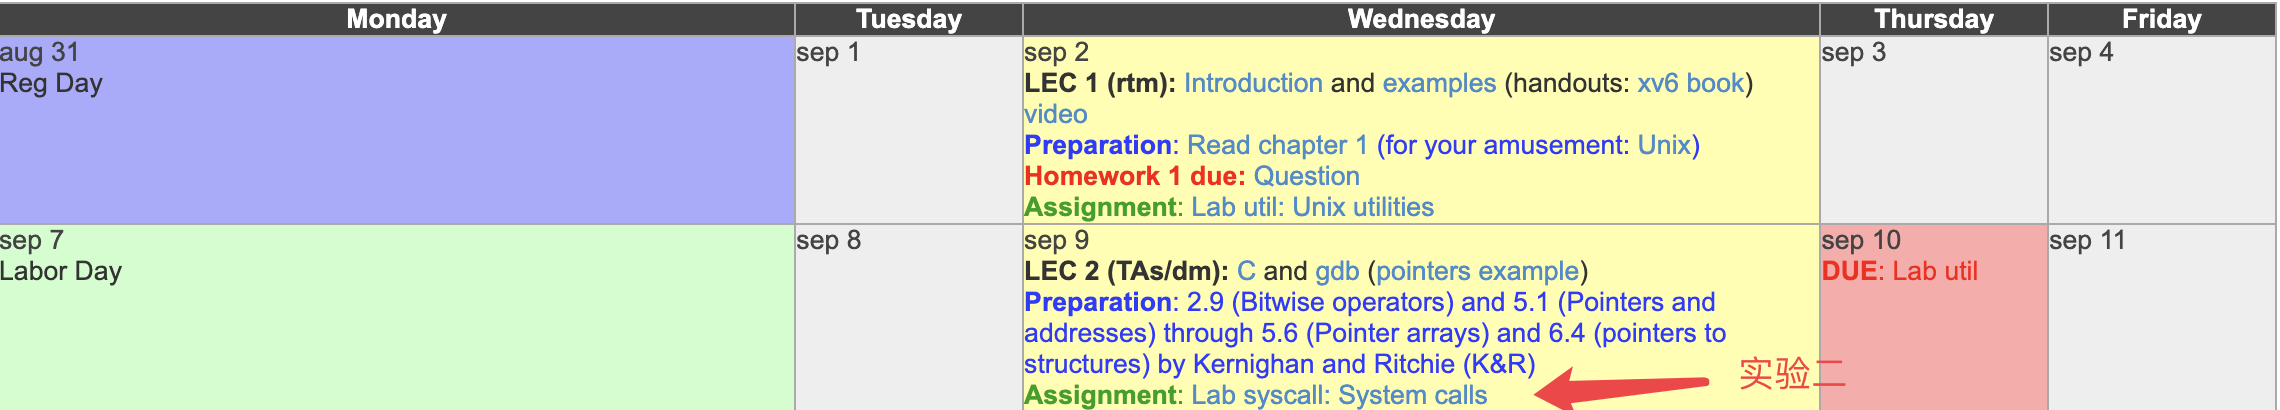 Monday Tuesday Wednesday Thursday Friday
aug 31
Reg Day
sep 1
sep 2
LEC 1 (rtm): Introduction and examples (handouts: xv6 book)
video
Preparation: Read chapter 1 (for your amusement: Unix)
Homework 1 due: Question
Assignment: Lab util: Unix utilities
sep 3
sep 4
sep 7
Labor Day
sep 8
sep 9
LEC 2 (TAs/dm): C and gdb (pointers example)
Preparation: 2.9 (Bitwise operators) and 5.1 (Pointers and
addresses) through 5.6 (Pointer arrays) and 6.4 (pointers to
structures) by Kernighan and Ritchie (K&R)
Assignment: Lab syscall: System calls
实验二
sep 10
DUE: Lab util
sep 11